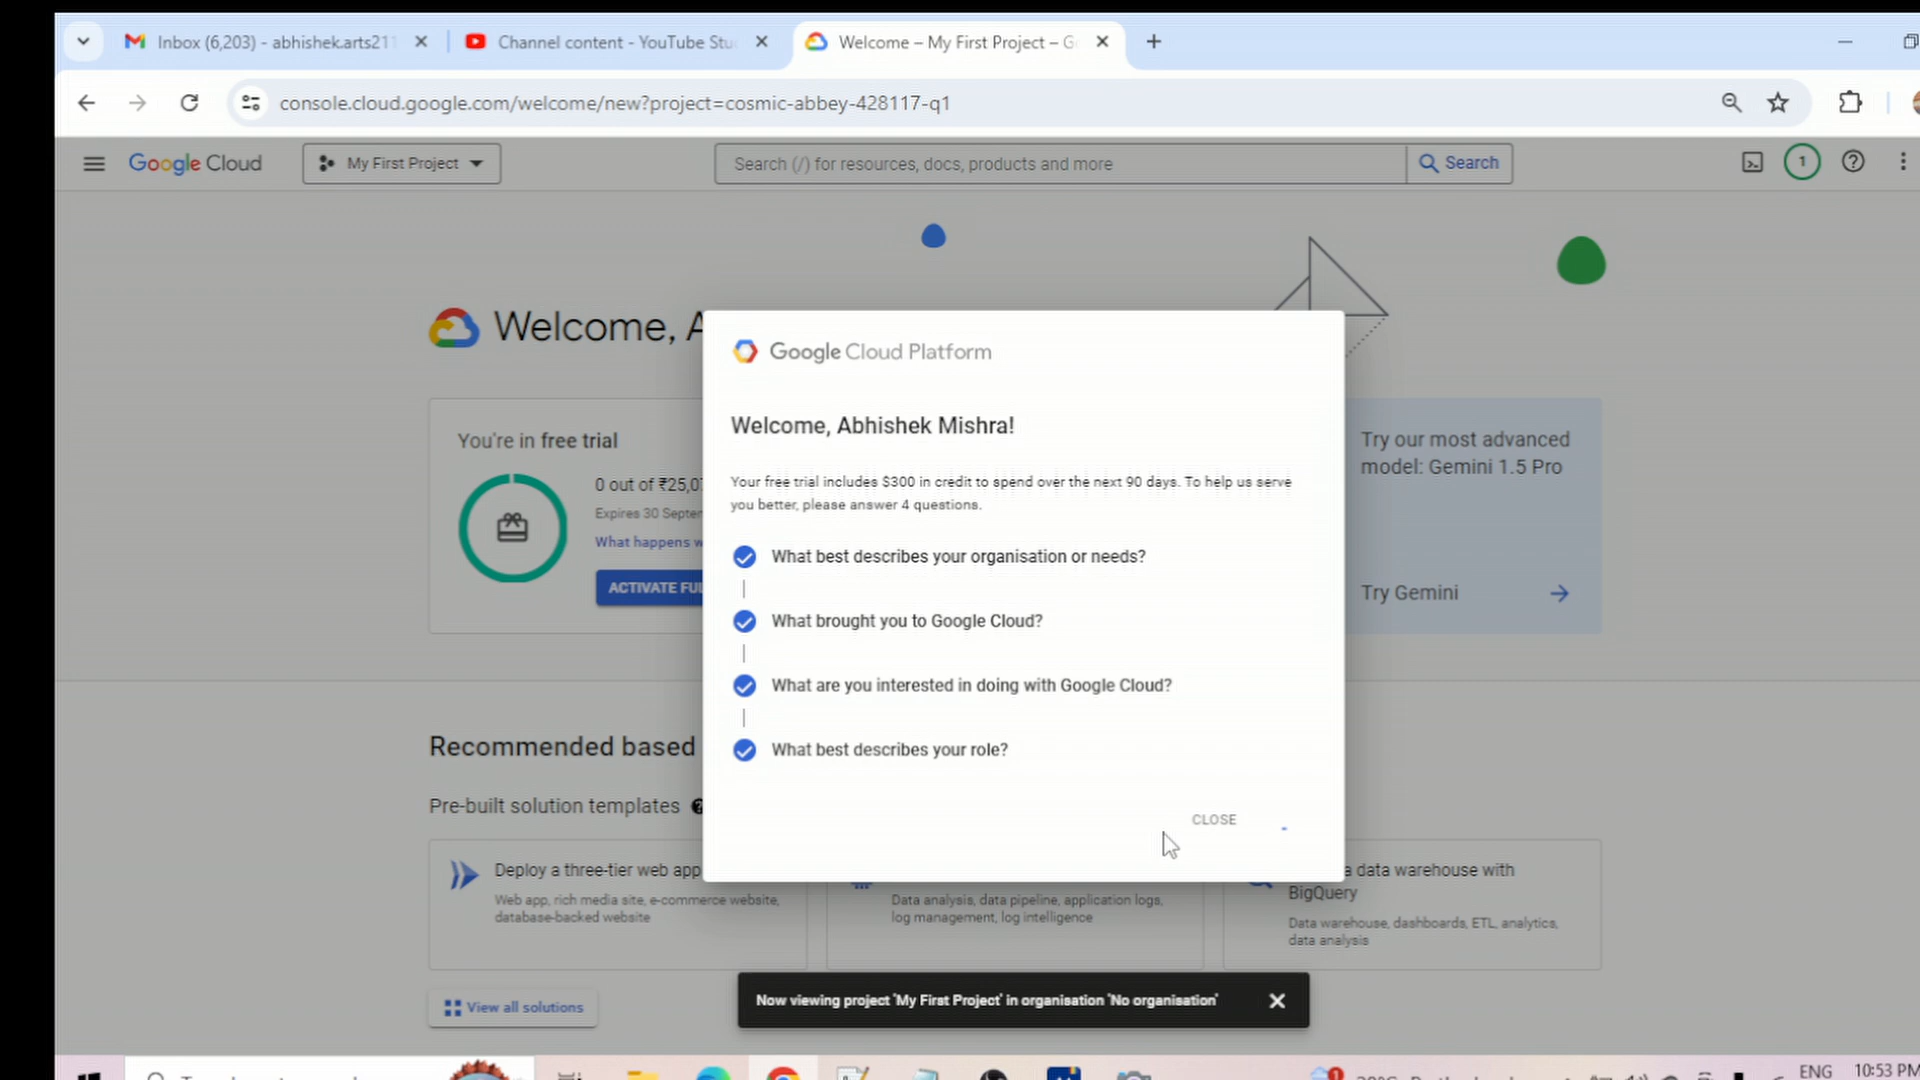 Inbox (6,203) - abhishek.arts211
Channel content - YouTube Stu
Welcome – My First Project – G
console.cloud.google.com/welcome/new?project=cosmic-abbey-428117-q1
Google Cloud
My First Project
Search (/) for resources, docs, products and more
Search
1
Welcome, A
You're in free trial
0 out of ₹25,07
Expires 30 Septem
What happens w
ACTIVATE FUL
Google Cloud Platform
Welcome, Abhishek Mishra!
Your free trial includes $300 in credit to spend over the next 90 days. To help us serve
you better, please answer 4 questions.
What best describes your organisation or needs?
What brought you to Google Cloud?
What are you interested in doing with Google Cloud?
What best describes your role?
CLOSE
Try our most advanced
model: Gemini 1.5 Pro
Try Gemini
Recommended based
Pre-built solution templates
Deploy a three-tier web app
Web app, rich media site, e-commerce website,
database-backed website
Data analysis, data pipeline, application logs,
log management, log intelligence
a data warehouse with
BigQuery
Data warehouse, dashboards, ETL, analytics,
data analysis
View all solutions
Now viewing project 'My First Project' in organisation 'No organisation'
ENG
10:53 PM